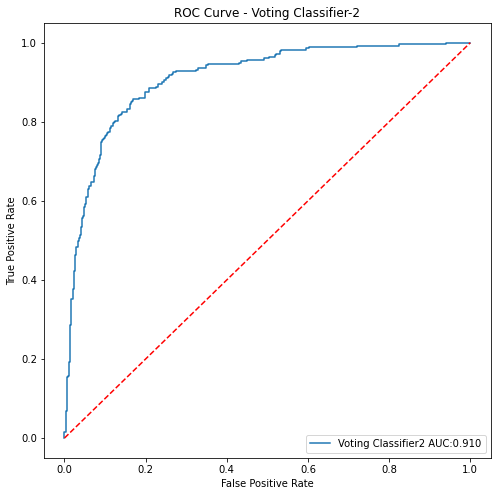 ROC Curve - Voting Classifier-2
True Positive Rate
1.0
0.8
0.6
0.4
0.2
0.0
Voting Classifier2 AUC:0.910
0.0 0.2 0.4 0.6 0.8 1.0
False Positive Rate